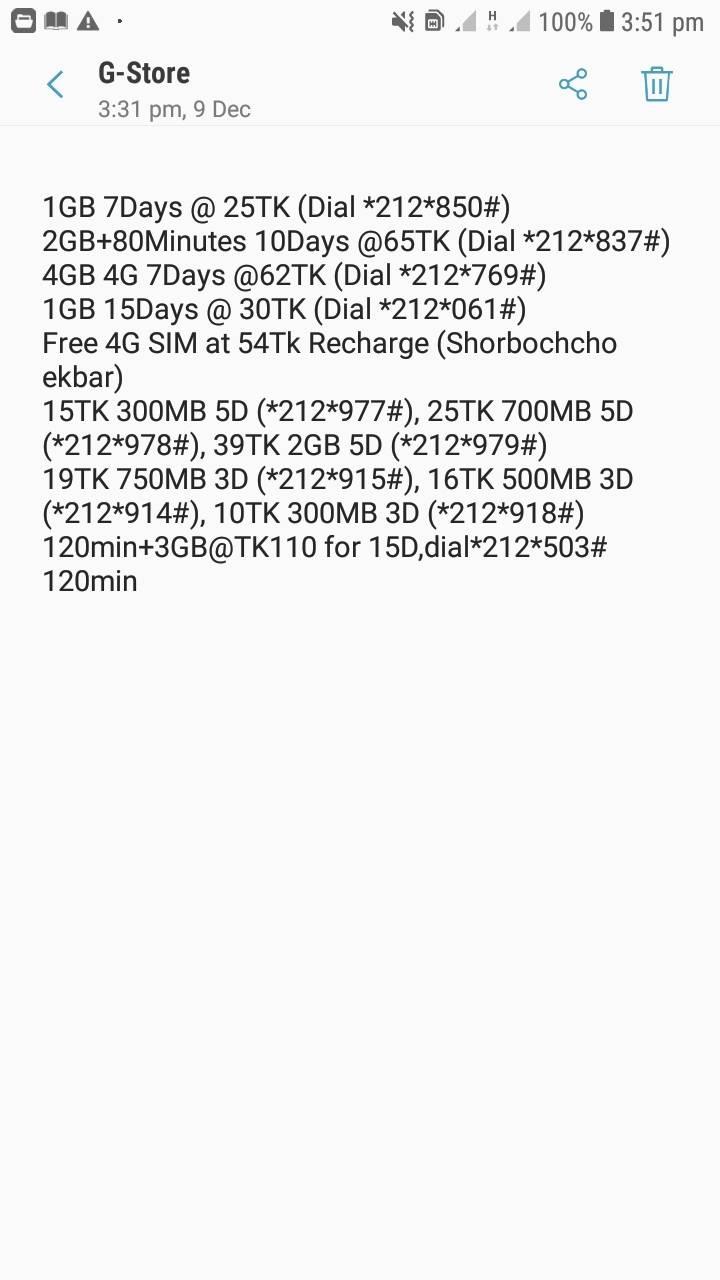 100% 3:51 pm
G-Store
3:31 pm, 9 Dec
1GB 7Days @ 25TK (Dial *212*850#)
2GB+80Minutes 10Days @65TK (Dial *212*837#)
4GB 4G 7Days @62TK (Dial *212*769#)
1GB 15Days @ 30TK (Dial *212*061#)
Free 4G SIM at 54Tk Recharge (Shorbochcho
ekbar)
15TK 300MB 5D (*212*977#), 25TK 700MB 5D
(*212*978#), 39TK 2GB 5D (*212*979#)
19TK 750MB 3D (*212*915#), 16TK 500MB 3D
(*212*914#), 10TK 300MB 3D (*212*918#)
120min+3GB@TK110 for 15D,dial*212*503#
120min